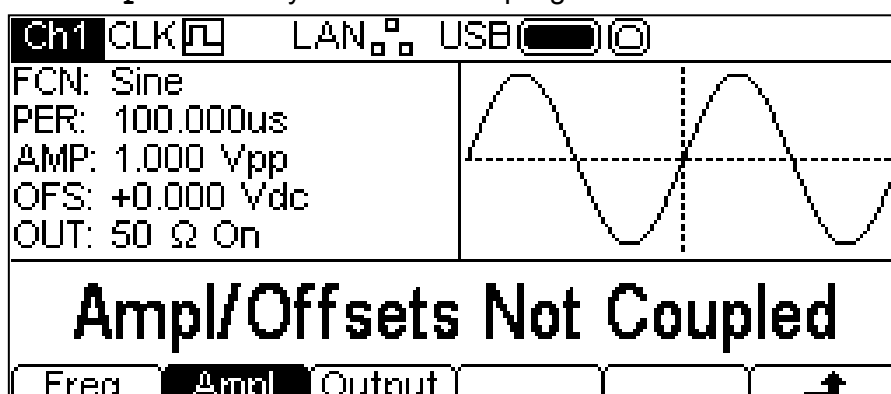 Ch1 CLK LAN USB
FCN: Sine
PER: 100.000us
AMP: 1.000 Vpp
OFS: +0.000 Vdc
OUT: 50 Ω On
Ampl/Offsets Not Coupled
Freq Ampl Output